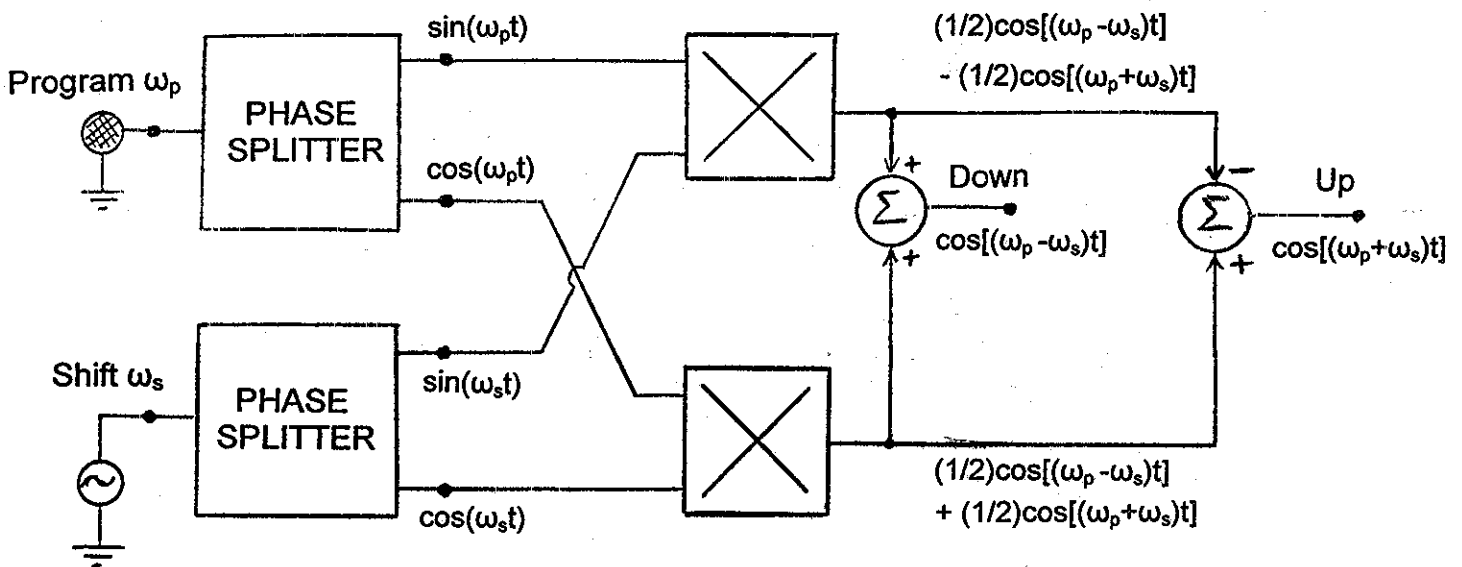 sin(ωₚt)
(1/2)cos[(ωₚ-ωₛ)t]
- (1/2)cos[(ωₚ+ωₛ)t]
Program ωₚ
PHASE
SPLITTER
cos(ωₚt)
+
Down
Σ
cos[(ωₚ-ωₛ)t]
+
-
Up
Σ
cos[(ωₚ+ωₛ)t]
+
Shift ωₛ
PHASE
SPLITTER
sin(ωₛt)
cos(ωₛt)
(1/2)cos[(ωₚ-ωₛ)t]
+ (1/2)cos[(ωₚ+ωₛ)t]